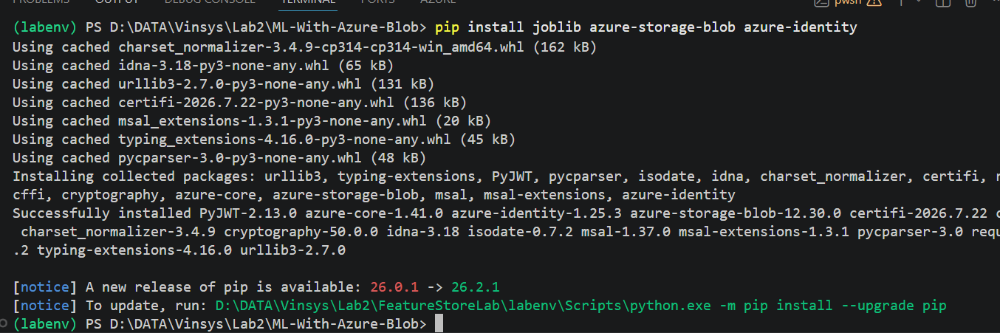 PROBLEMS OUTPUT DEBUG CONSOLE TERMINAL PORTS AZURE pwsh
(labenv) PS D:\DATA\Vinsys\Lab2\ML-With-Azure-Blob> pip install joblib azure-storage-blob azure-identity
Using cached charset_normalizer-3.4.9-cp314-cp314-win_amd64.whl (162 kB)
Using cached idna-3.18-py3-none-any.whl (65 kB)
Using cached urllib3-2.7.0-py3-none-any.whl (131 kB)
Using cached certifi-2026.7.22-py3-none-any.whl (136 kB)
Using cached msal_extensions-1.3.1-py3-none-any.whl (20 kB)
Using cached typing_extensions-4.16.0-py3-none-any.whl (45 kB)
Using cached pycparser-3.0-py3-none-any.whl (48 kB)
Installing collected packages: urllib3, typing-extensions, PyJWT, pycparser, isodate, idna, charset_normalizer, certifi,
cffi, cryptography, azure-core, azure-storage-blob, msal, msal-extensions, azure-identity
Successfully installed PyJWT-2.13.0 azure-core-1.41.0 azure-identity-1.25.3 azure-storage-blob-12.30.0 certifi-2026.7.22
charset_normalizer-3.4.9 cryptography-50.0.0 idna-3.18 isodate-0.7.2 msal-1.37.0 msal-extensions-1.3.1 pycparser-3.0
.2 typing-extensions-4.16.0 urllib3-2.7.0
[notice] A new release of pip is available: 26.0.1 -> 26.2.1
[notice] To update, run: D:\DATA\Vinsys\Lab2\FeatureStoreLab\labenv\Scripts\python.exe -m pip install --upgrade pip
(labenv) PS D:\DATA\Vinsys\Lab2\ML-With-Azure-Blob>